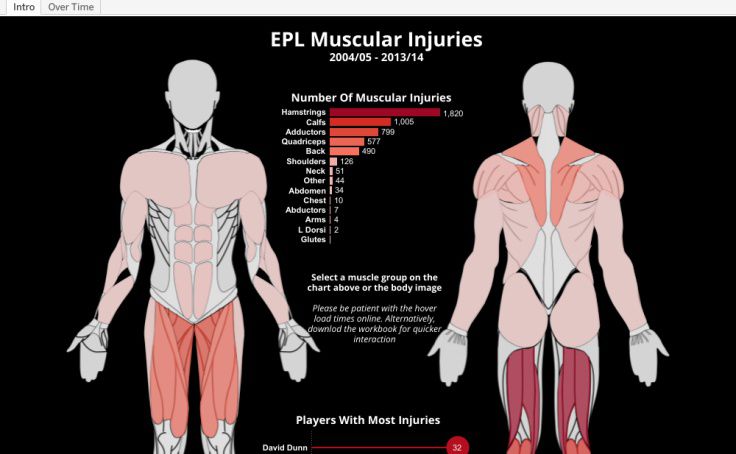 Intro Over Time
EPL Muscular Injuries
2004/05 - 2013/14
Number Of Muscular Injuries
Hamstrings 1,820
Calfs 1,005
Adductors 799
Quadriceps 577
Back 490
Shoulders 126
Neck 51
Other 44
Abdomen 34
Chest 10
Abductors 7
Arms 4
L Dorsi 2
Glutes
Select a muscle group on the
chart above or the body image
Please be patient with the hover
load times online. Alternatively,
downlod the workbook for quicker
interaction
Players With Most Injuries
David Dunn 32